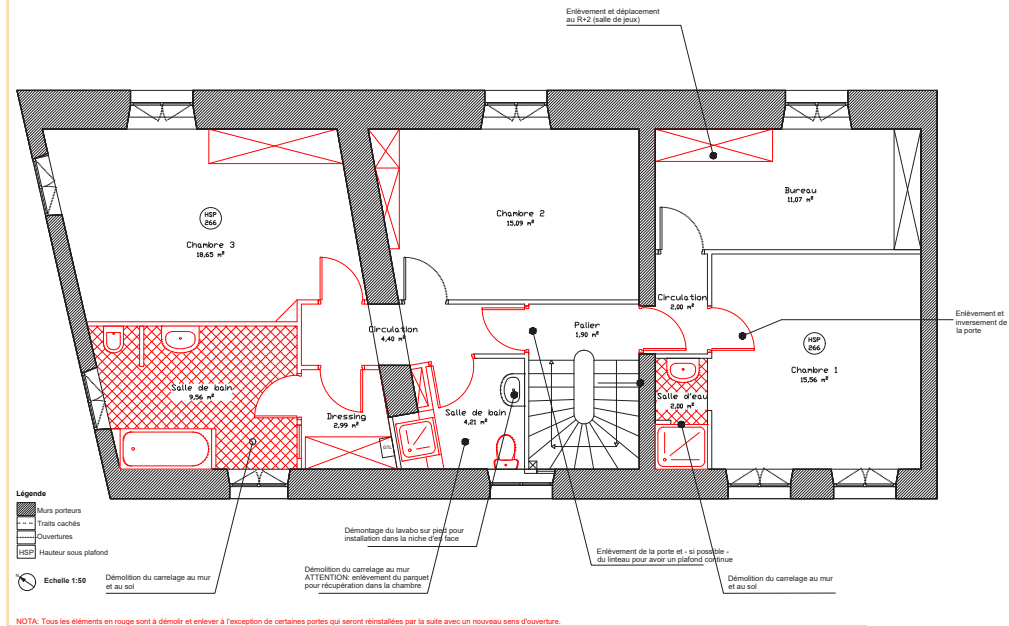 Enlèvement et déplacement
au R+2 (salle de jeux)
Bureau
11,07 m²
Chambre 2
15,09 m²
HSP
266
Chambre 3
18,65 m²
Circulation
2,00 m²
Enlèvement et
inversement de
la porte
Circulation
4,40 m²
Palier
1,90 m²
HSP
266
Chambre 1
15,56 m²
Salle de bain
9,56 m²
Salle d'eau
2,00 m²
Dressing
2,99 m²
Salle de bain
4,21 m²
Légende
Murs porteurs
Traits cachés
Ouvertures
HSP Hauteur sous plafond
N
Echelle 1:50
Démontage du lavabo sur pied pour
installation dans la niche d'en face
Démolition du carrelage au mur
et au sol
Démolition du carrelage au mur
ATTENTION: enlèvement du parquet
pour récupération dans la chambre
Enlèvement de la porte et - si possible -
du linteau pour avoir un plafond continue
Démolition du carrelage au mur
et au sol
NOTA: Tous les éléments en rouge sont à démolir et enlever à l'exception de certaines portes qui seront réinstallées par la suite avec un nouveau sens d'ouverture.